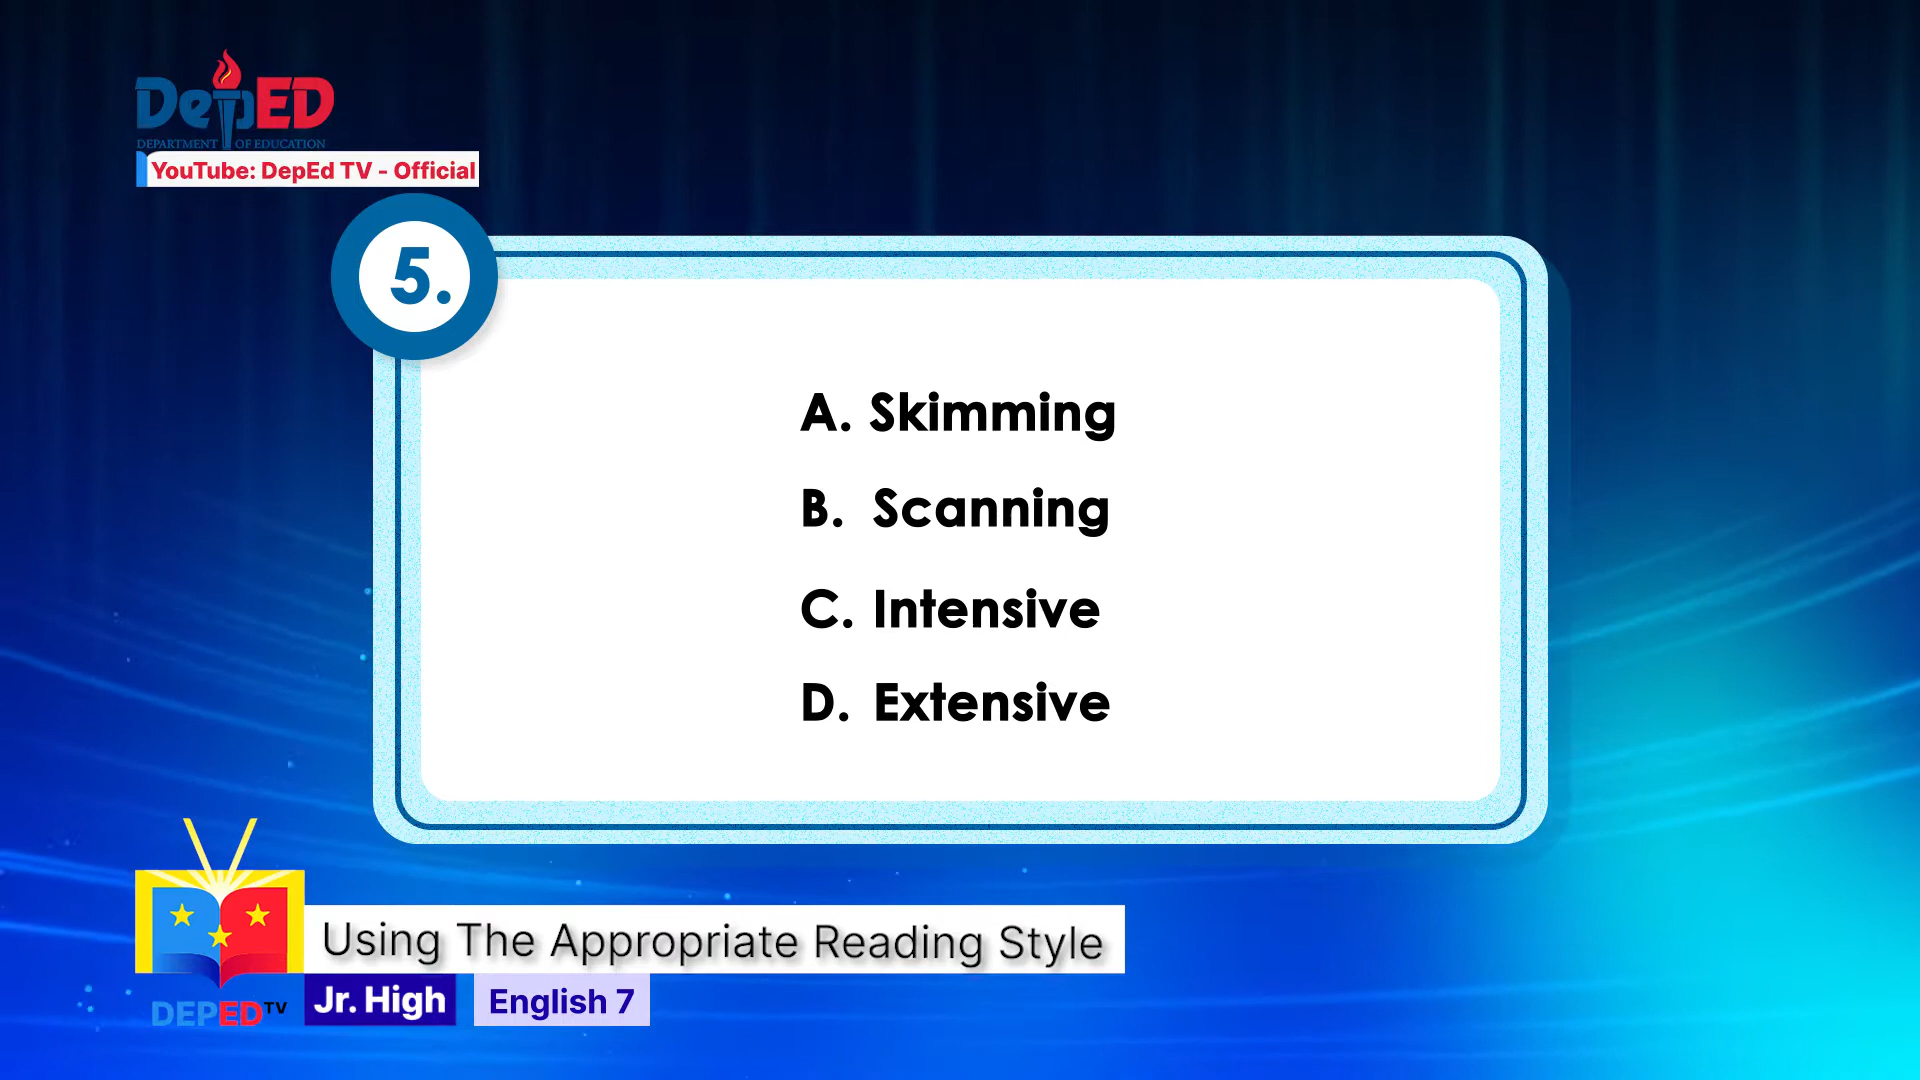 DepED
DEPARTMENT OF EDUCATION
YouTube: DepEd TV - Official
5.
A. Skimming
B. Scanning
C. Intensive
D. Extensive
Using The Appropriate Reading Style
DEPED TV
Jr. High
English 7